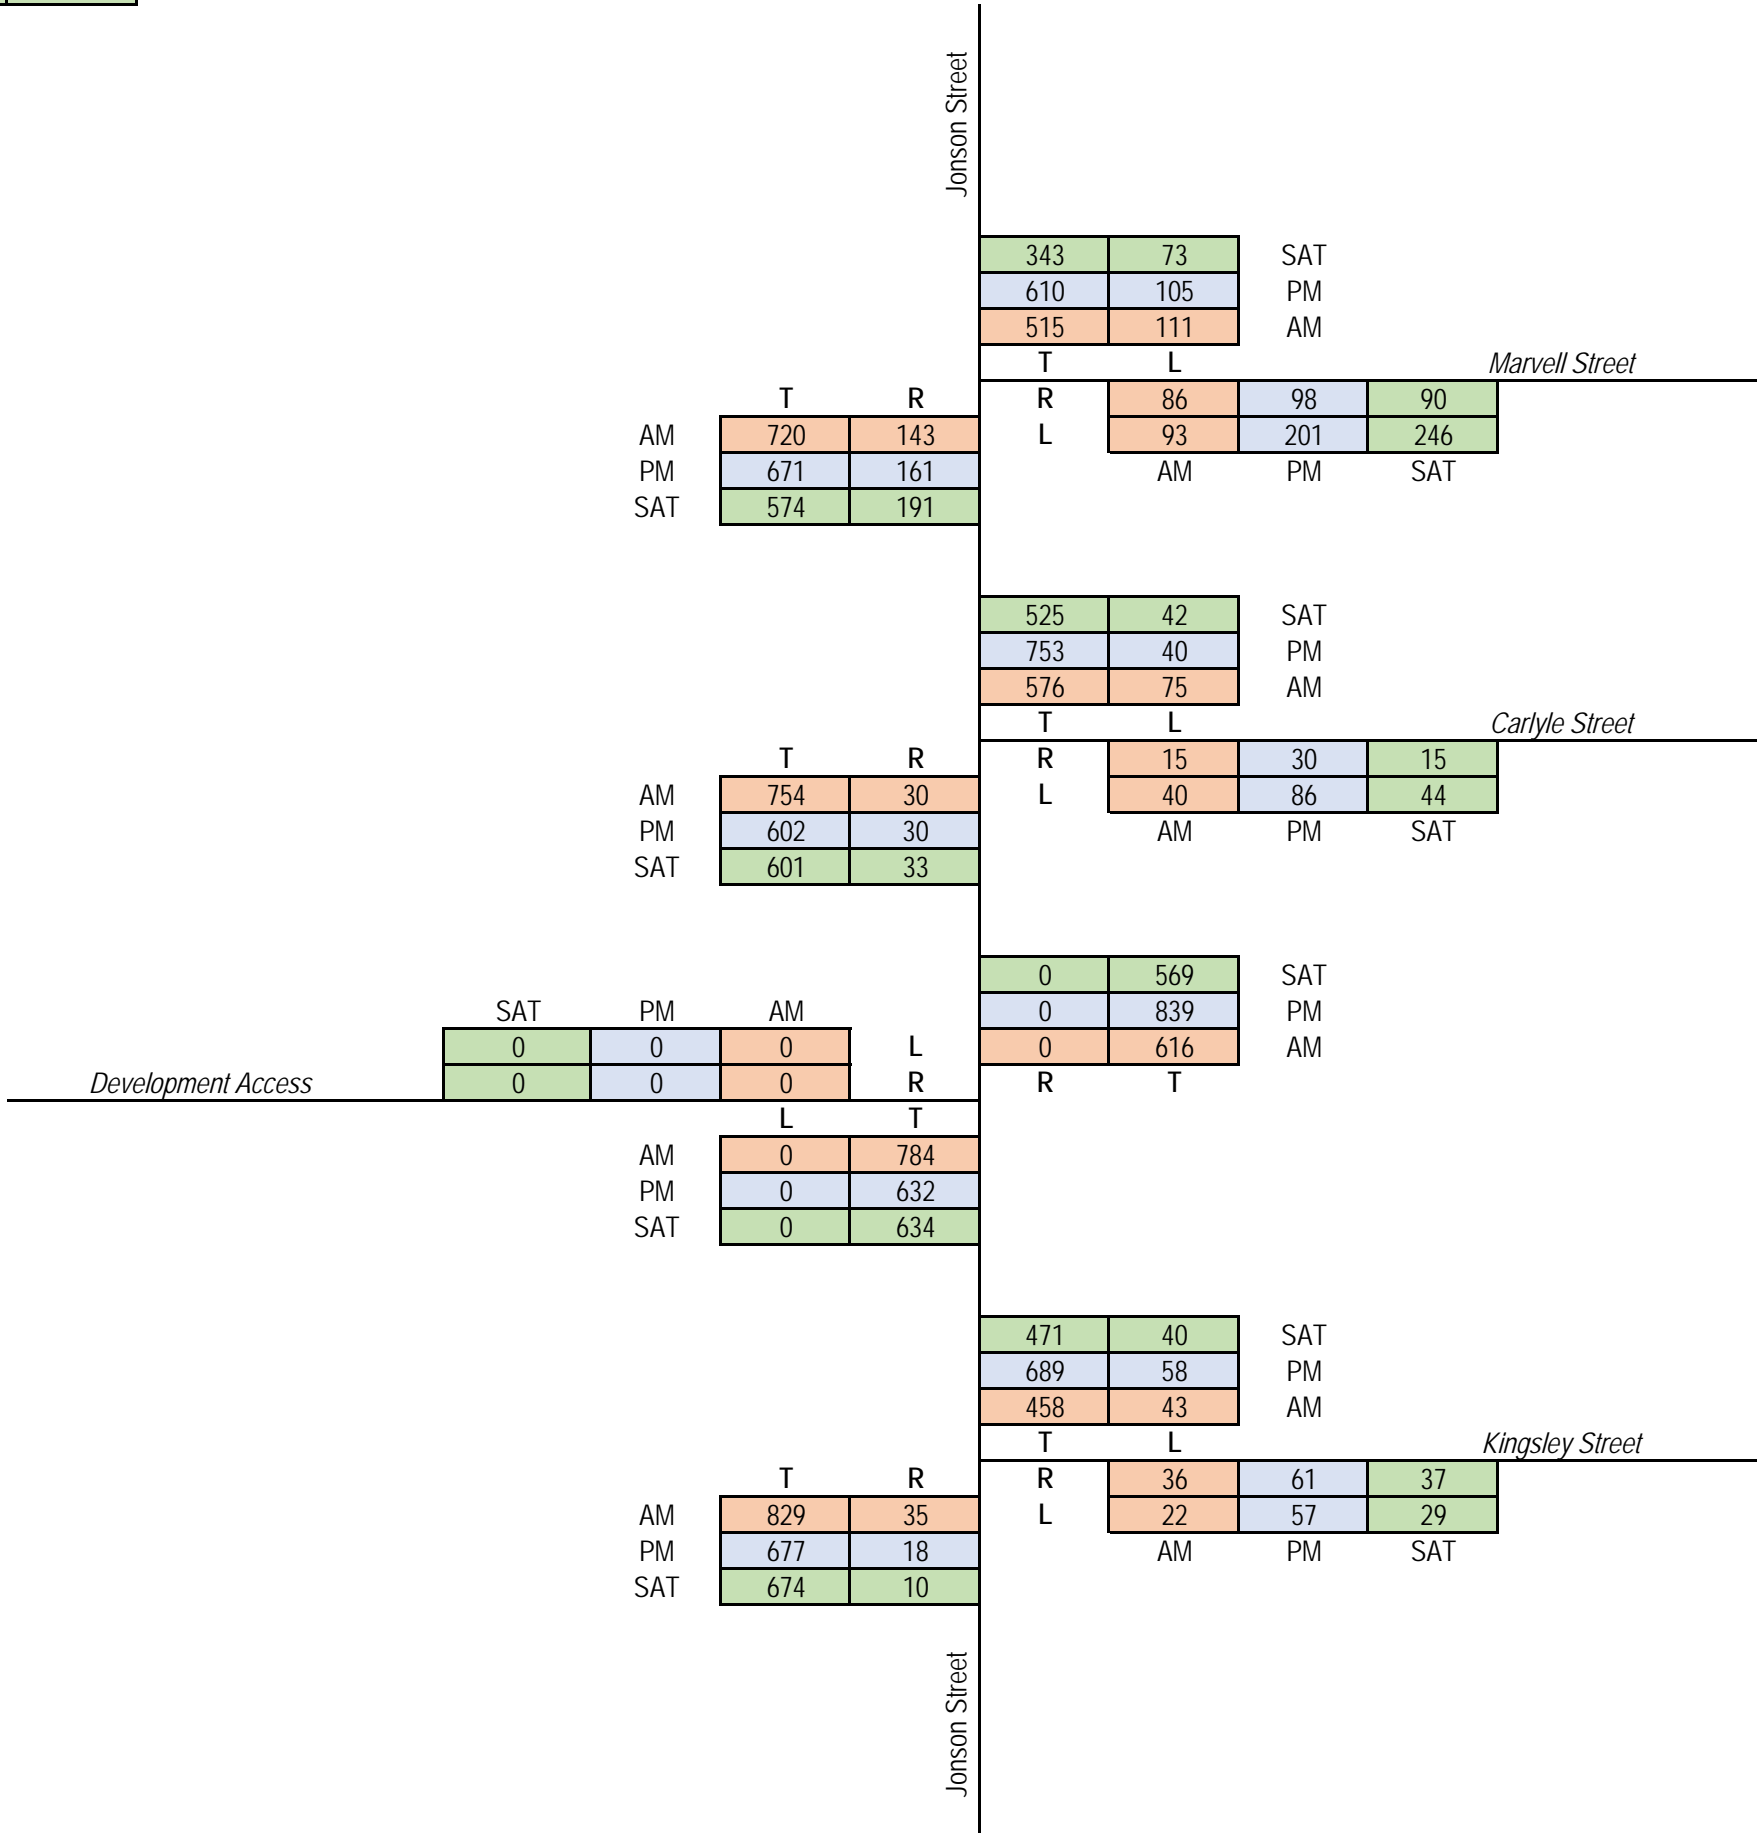 Jonson Street
343 73 SAT
610 105 PM
515 111 AM
T L Marvell Street
T R R 86 98 90
AM 720 143 L 93 201 246
PM 671 161 AM PM SAT
SAT 574 191
525 42 SAT
753 40 PM
576 75 AM
T L Carlyle Street
T R R 15 30 15
AM 754 30 L 40 86 44
PM 602 30 AM PM SAT
SAT 601 33
0 569 SAT
SAT PM AM 0 839 PM
0 0 0 L 0 616 AM
Development Access 0 0 0 R R T
L T
AM 0 784
PM 0 632
SAT 0 634
471 40 SAT
689 58 PM
458 43 AM
T L Kingsley Street
T R R 36 61 37
AM 829 35 L 22 57 29
PM 677 18 AM PM SAT
SAT 674 10
Jonson Street